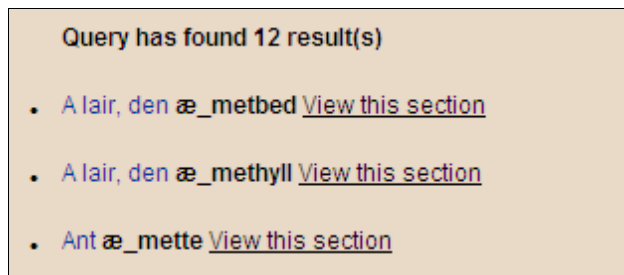 Query has found 12 result(s)
• A lair, den æ_metbed View this section
• A lair, den æ_methyll View this section
• Ant æ_mette View this section